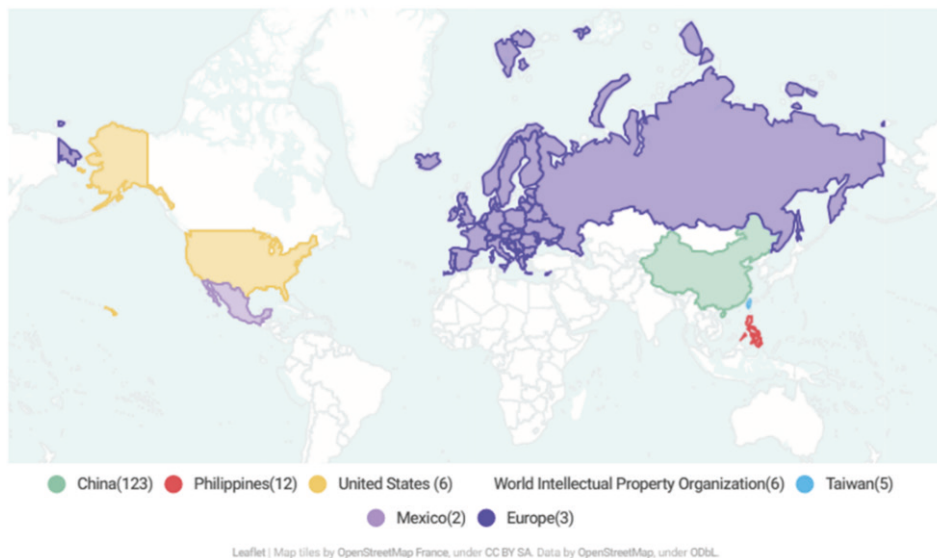 China(123) Philippines(12) United States (6) World Intellectual Property Organization(6) Taiwan(5)
Mexico(2) Europe(3)
Leaflet | Map tiles by OpenStreetMap France, under CC BY SA. Data by OpenStreetMap, under ODbL.